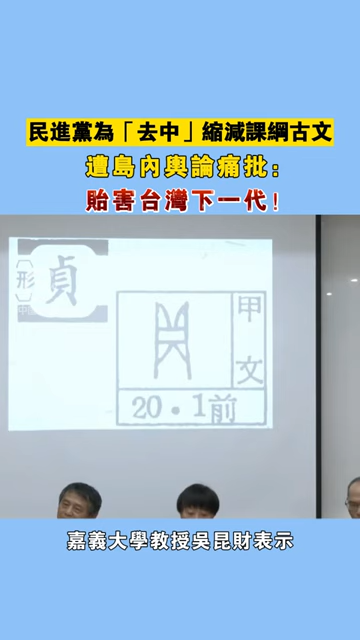 民進黨為「去中」縮減課綱古文
遭島內輿論痛批：
貽害台灣下一代！
〔形〕
貞
甲文
20·1前
嘉義大學教授吳昆財表示